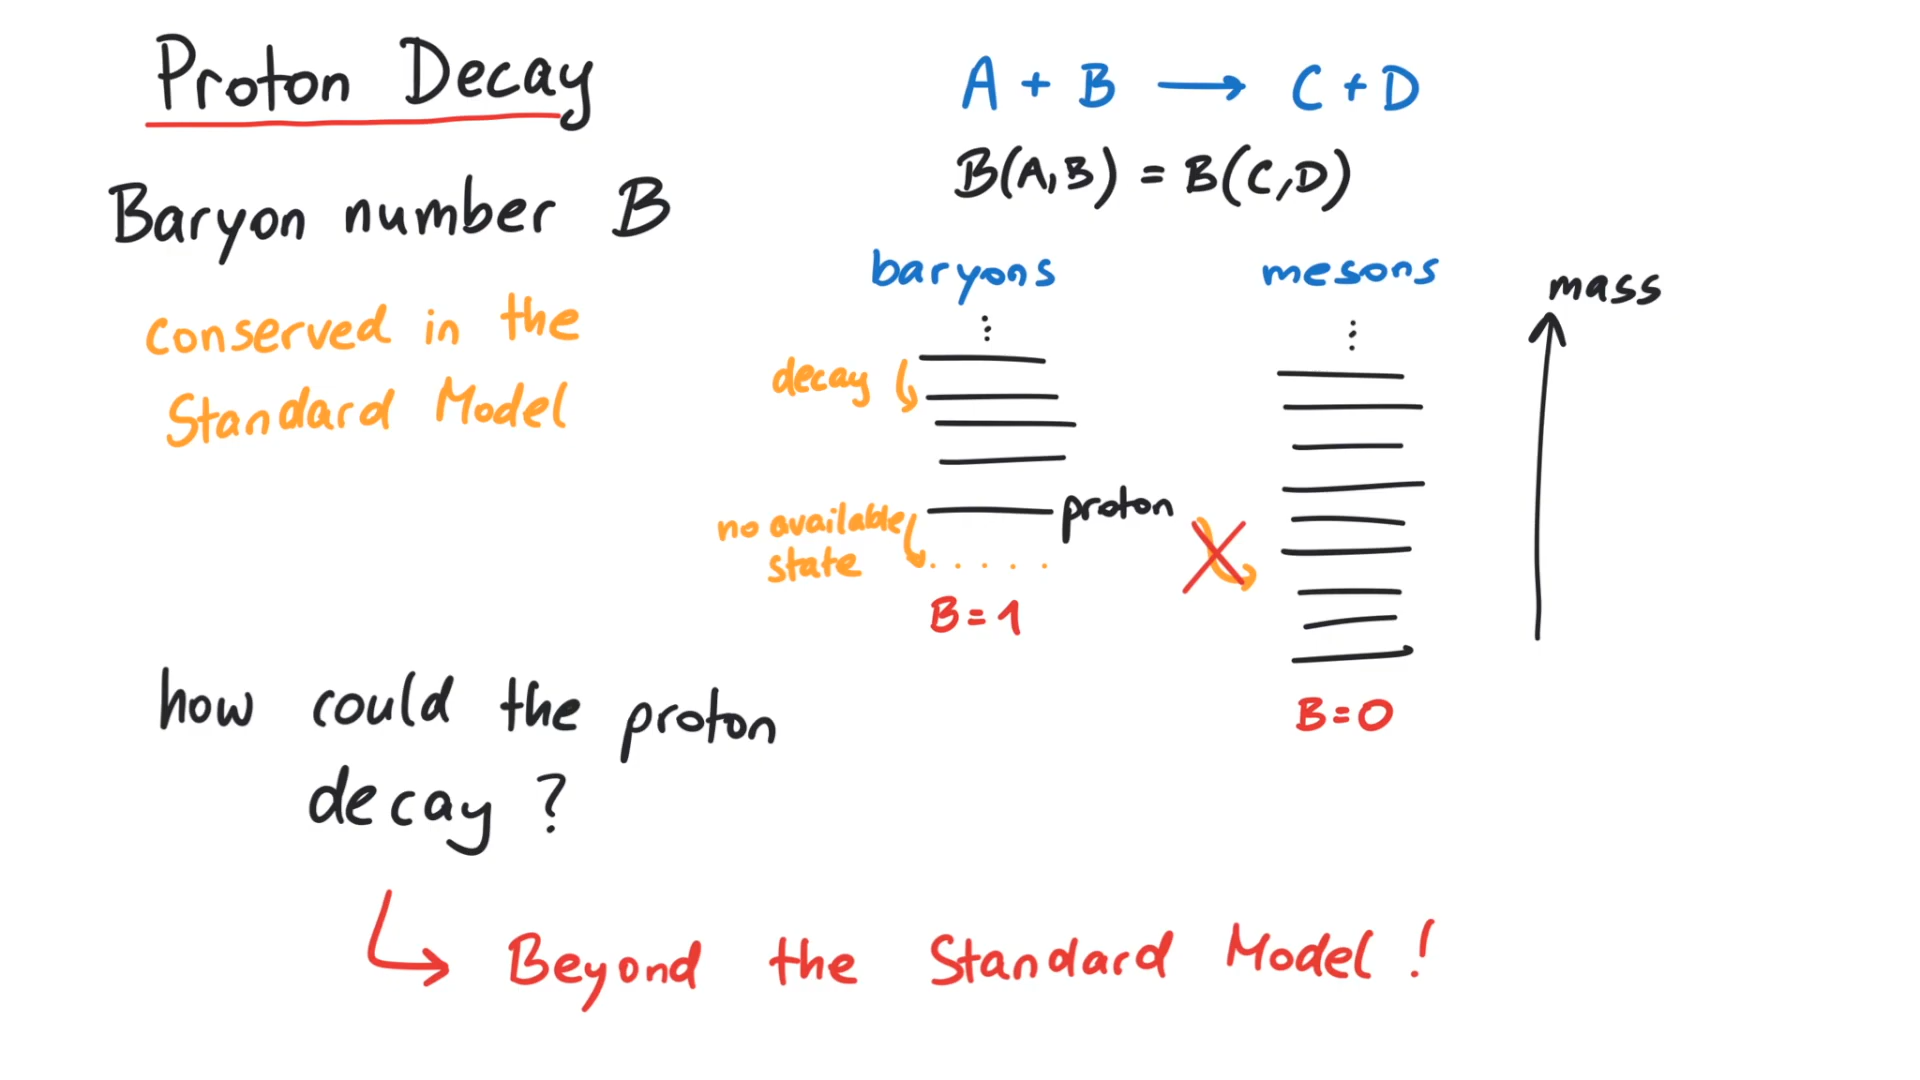 Proton Decay
Baryon number B
conserved in the
Standard Model
A + B → C + D
B(A,B) = B(C,D)
baryons
mesons
mass
decay
proton
no available
state
B = 1
B = 0
how could the proton
decay ?
Beyond the Standard Model !